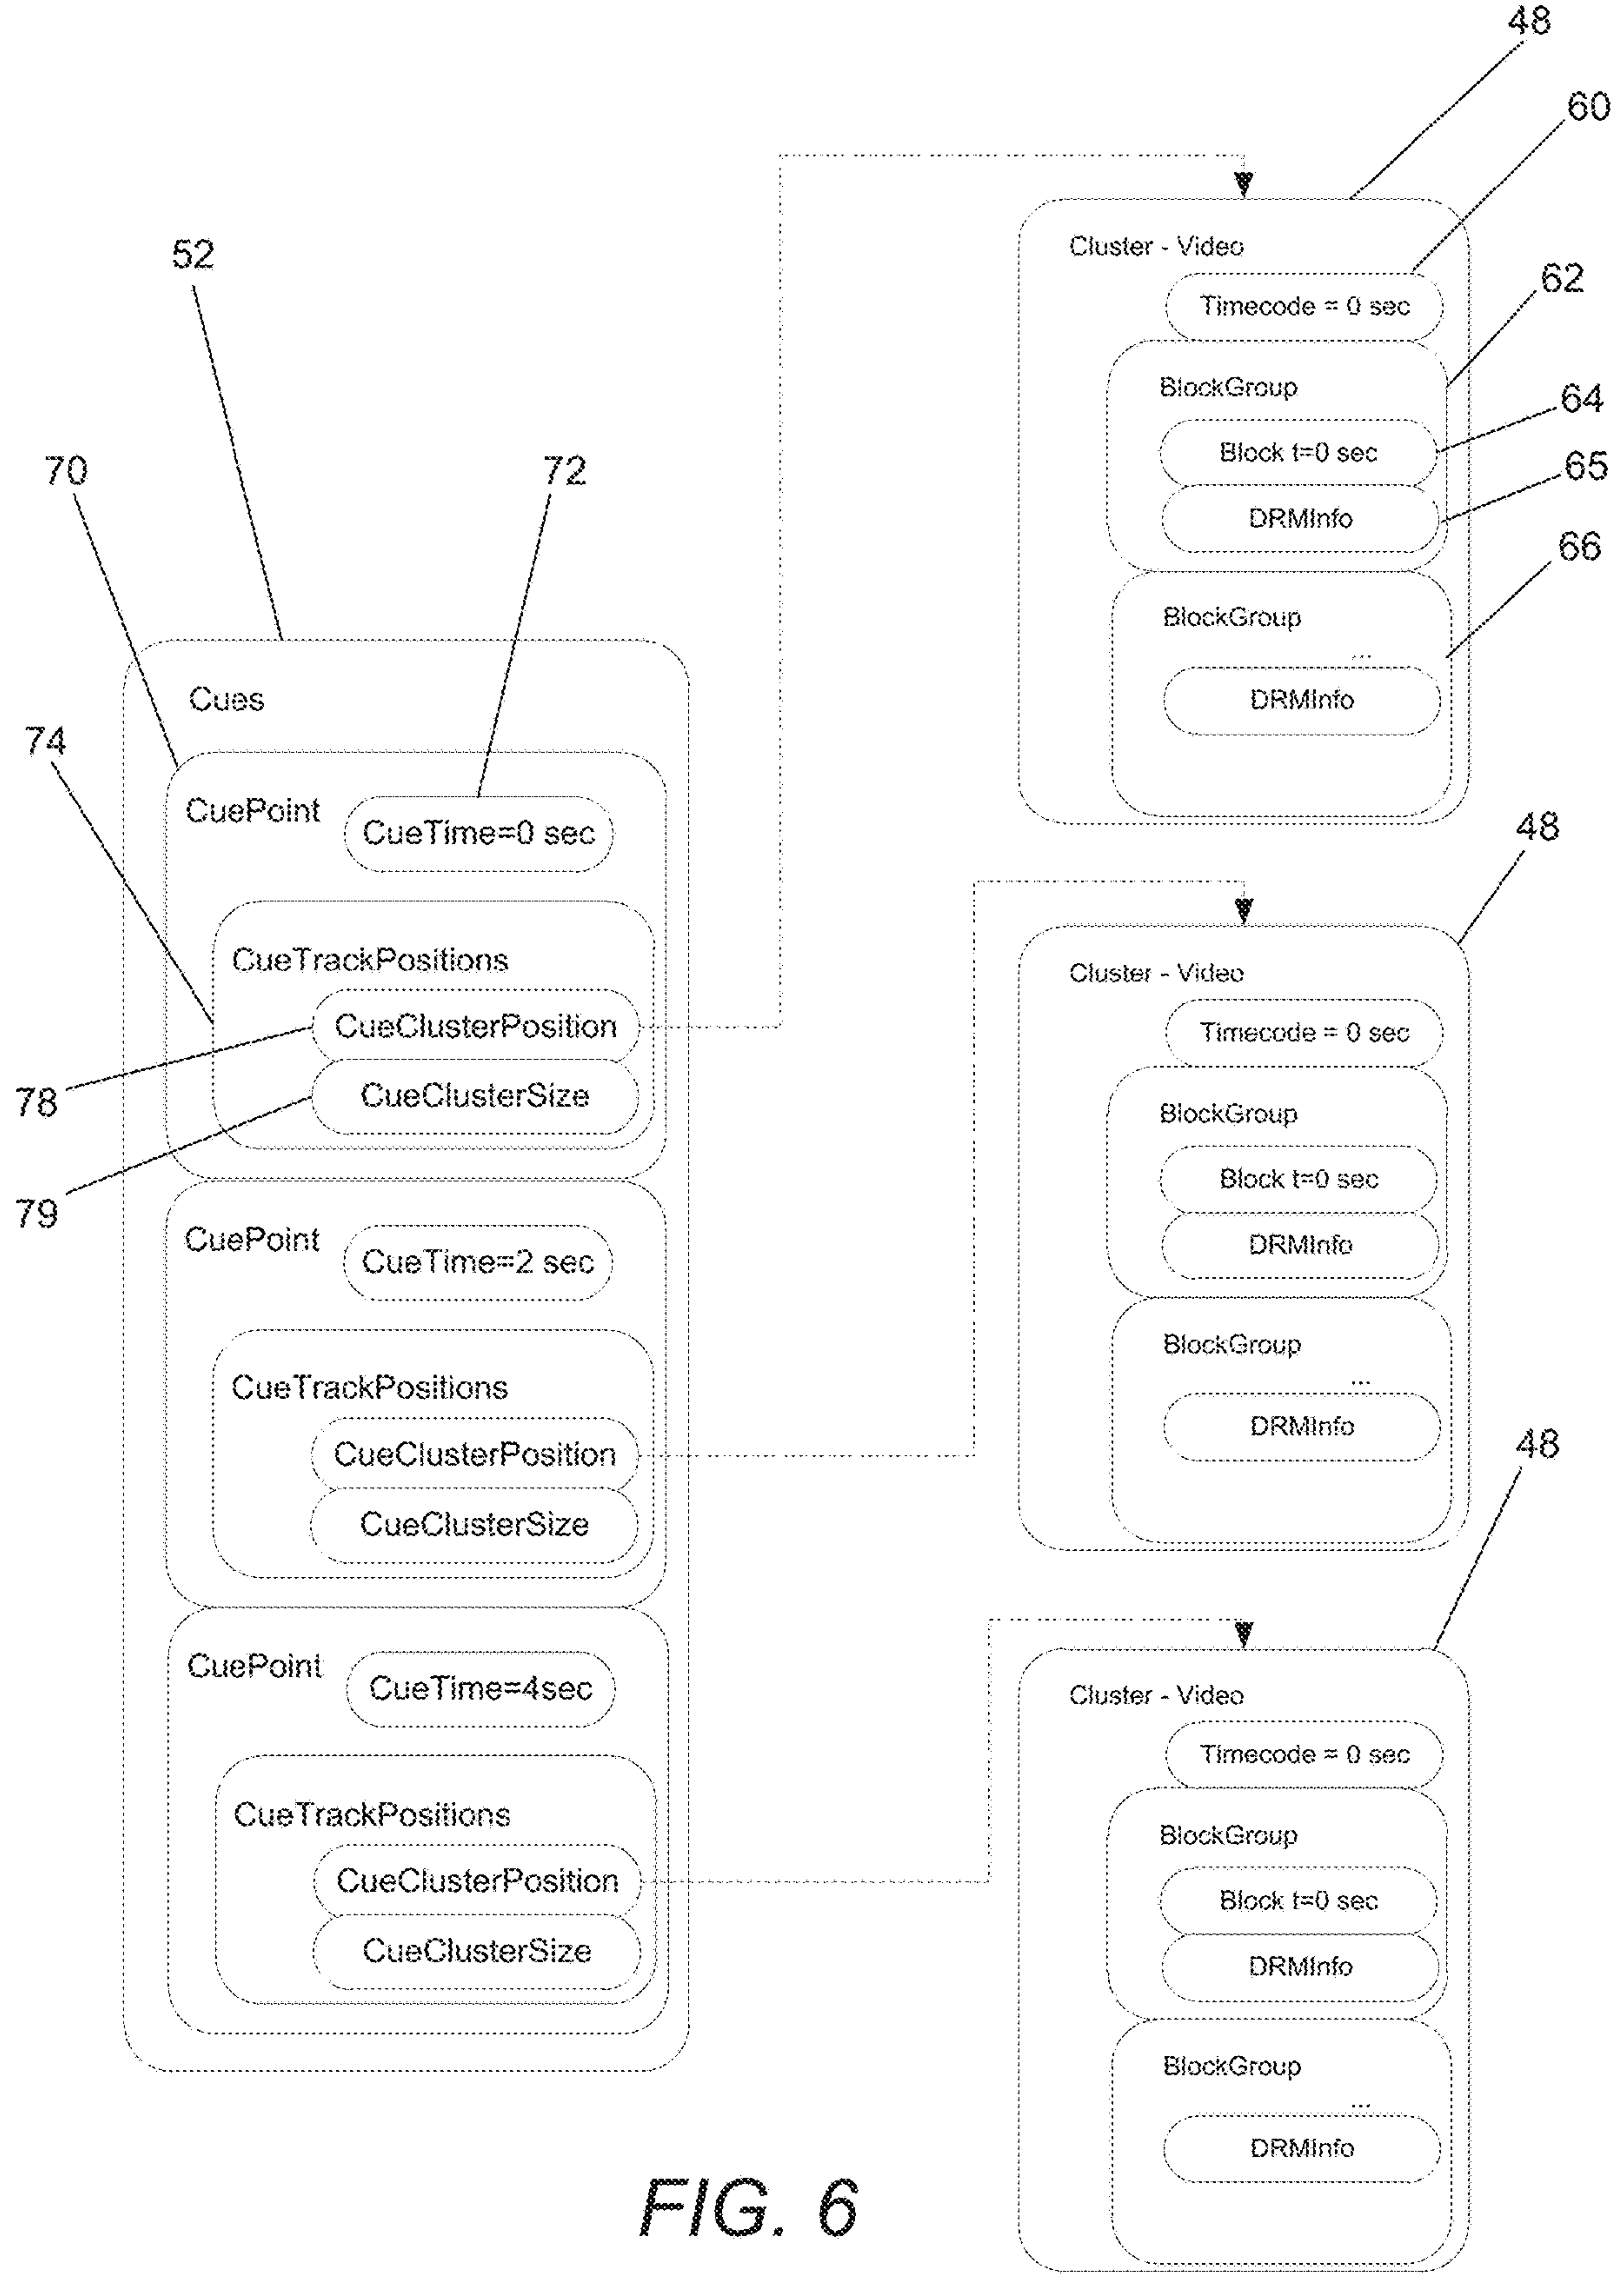 52
70
72
74
Cues
CuePoint
CueTime=0 sec
CueTrackPositions
CueClusterPosition
CueClusterSize
78
79
CuePoint
CueTime=2 sec
CueTrackPositions
CueClusterPosition
CueClusterSize
CuePoint
CueTime=4sec
CueTrackPositions
CueClusterPosition
CueClusterSize
48
60
Cluster - Video
Timecode = 0 sec
62
BlockGroup
64
Block t=0 sec
65
DRMInfo
66
BlockGroup
...
DRMInfo
48
Cluster - Video
Timecode = 0 sec
BlockGroup
Block t=0 sec
DRMInfo
BlockGroup
...
DRMInfo
48
Cluster - Video
Timecode = 0 sec
BlockGroup
Block t=0 sec
DRMInfo
BlockGroup
...
DRMInfo
FIG. 6